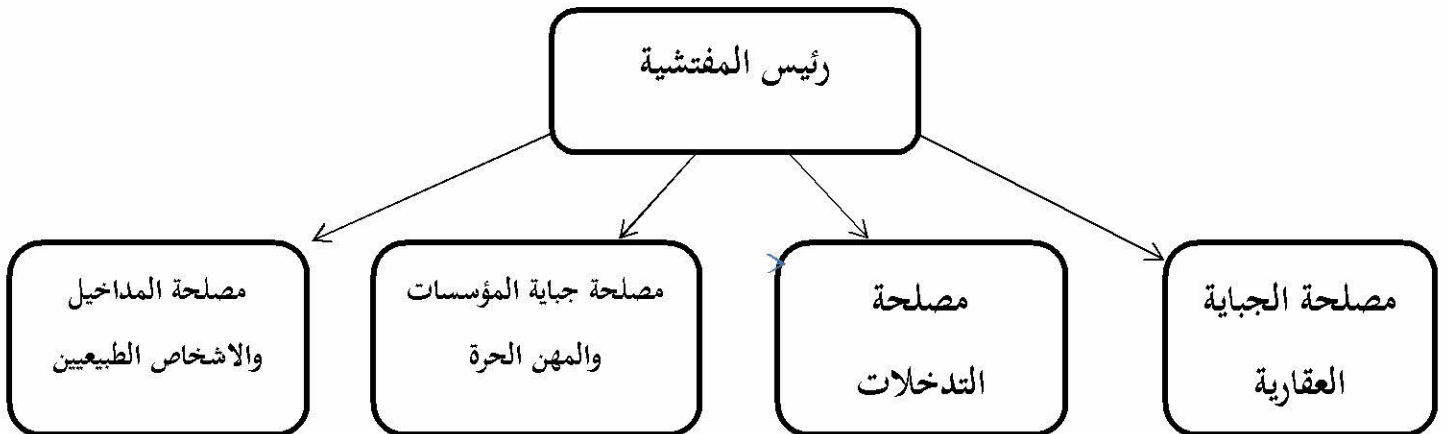 رئيس المفتشية
مصلحة الجباية
العقارية
مصلحة
التدخلات
مصلحة جباية المؤسسات
والمهن الحرة
مصلحة المداخيل
والاشخاص الطبيعيين